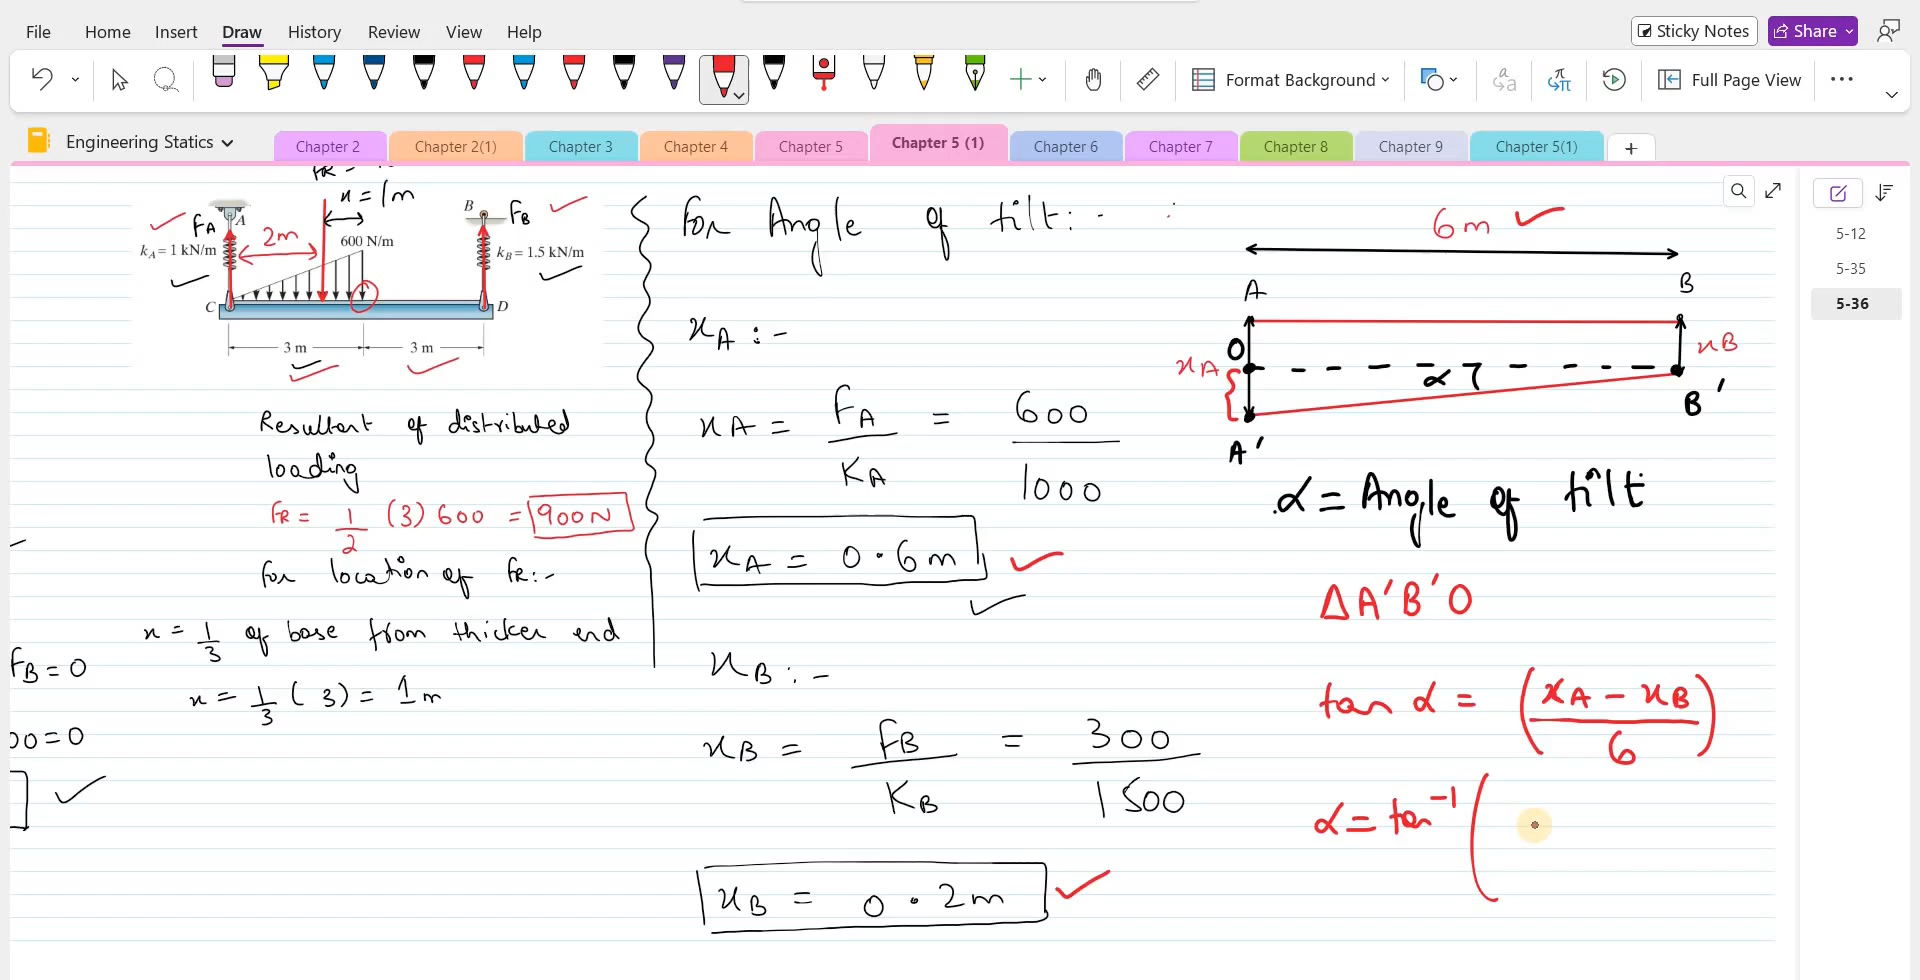 File Home Insert Draw History Review View Help Sticky Notes Share
Format Background Full Page View
Engineering Statics Chapter 2 Chapter 2(1) Chapter 3 Chapter 4 Chapter 5 Chapter 5 (1) Chapter 6 Chapter 7 Chapter 8 Chapter 9 Chapter 5(1) +
5-12
5-35
5-36
x = 1m
FA A B FB
2m 600 N/m
kA = 1 kN/m kB = 1.5 kN/m
C D
3 m 3 m
Resultant of distributed
loading
FR = 1/2 (3) 600 = 900N
For location of FR:-
x = 1/3 of base from thicker end
x = 1/3 (3) = 1m
FB = 0
00 = 0
For Angle of tilt:-
xA :-
xA = FA/KA = 600/1000
xA = 0.6m
xB :-
xB = FB/KB = 300/1500
xB = 0.2m
6m
A B
O
xA xB
α
A' B'
α = Angle of tilt
ΔA'B'O
tan α = (xA - xB / 6)
α = tan⁻¹ (